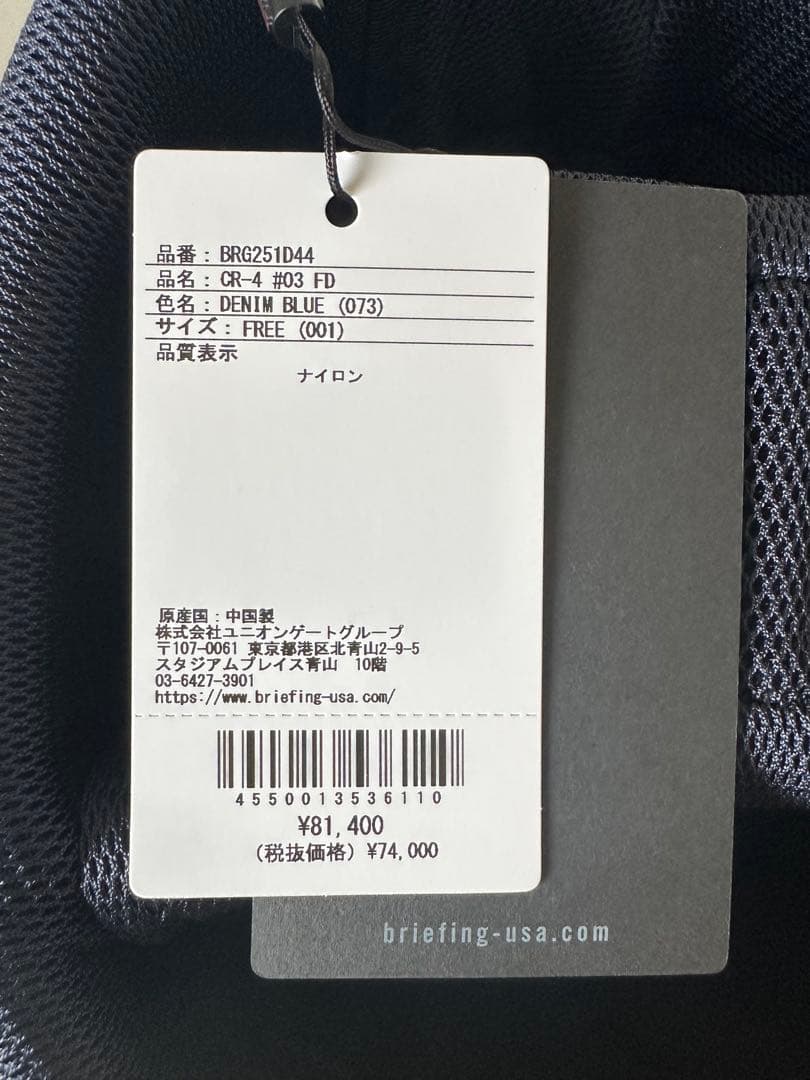 品番：BRG251D44
品名：CR-4 #03 FD
色名：DENIM BLUE (073)
サイズ：FREE (001)
品質表示
ナイロン
原産国：中国製
株式会社ユニオンゲートグループ
〒107-0061 東京都港区北青山2-9-5
スタジアムプレイス青山 10階
03-6427-3901
https://www.briefing-usa.com/
4550013536110
¥81,400
(税抜価格) ¥74,000
briefing-usa.com